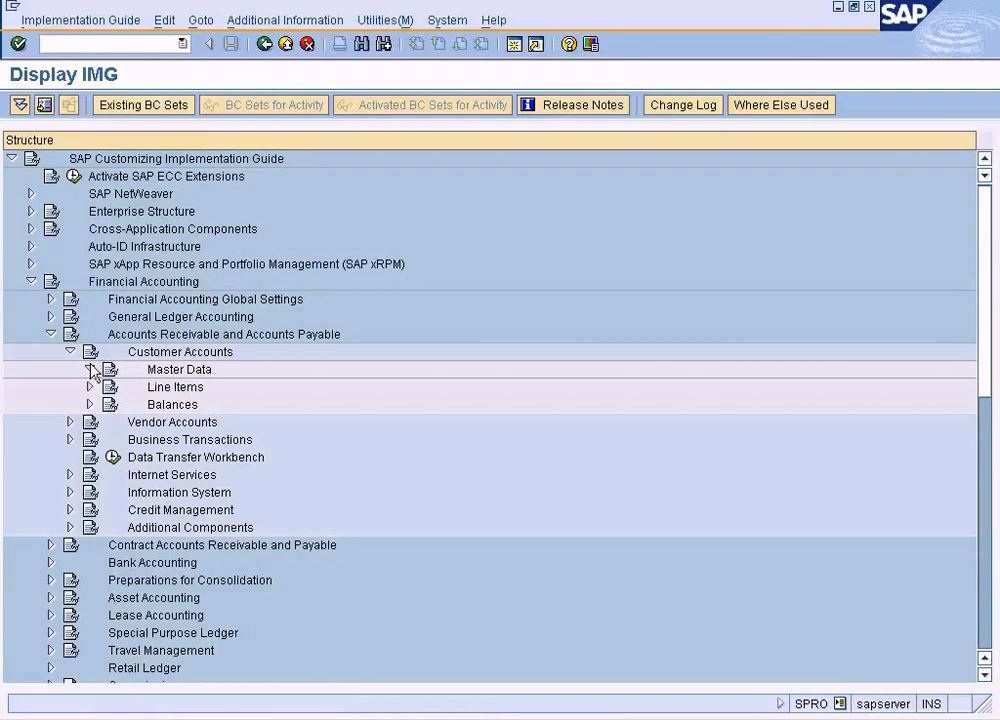 Implementation Guide Edit Goto Additional Information Utilities(M) System Help
SAP
Display IMG
Existing BC Sets BC Sets for Activity Activated BC Sets for Activity Release Notes Change Log Where Else Used
Structure
SAP Customizing Implementation Guide
Activate SAP ECC Extensions
SAP NetWeaver
Enterprise Structure
Cross-Application Components
Auto-ID Infrastructure
SAP xApp Resource and Portfolio Management (SAP xRPM)
Financial Accounting
Financial Accounting Global Settings
General Ledger Accounting
Accounts Receivable and Accounts Payable
Customer Accounts
Master Data
Line Items
Balances
Vendor Accounts
Business Transactions
Data Transfer Workbench
Internet Services
Information System
Credit Management
Additional Components
Contract Accounts Receivable and Payable
Bank Accounting
Preparations for Consolidation
Asset Accounting
Lease Accounting
Special Purpose Ledger
Travel Management
Retail Ledger
SPRO sapserver INS